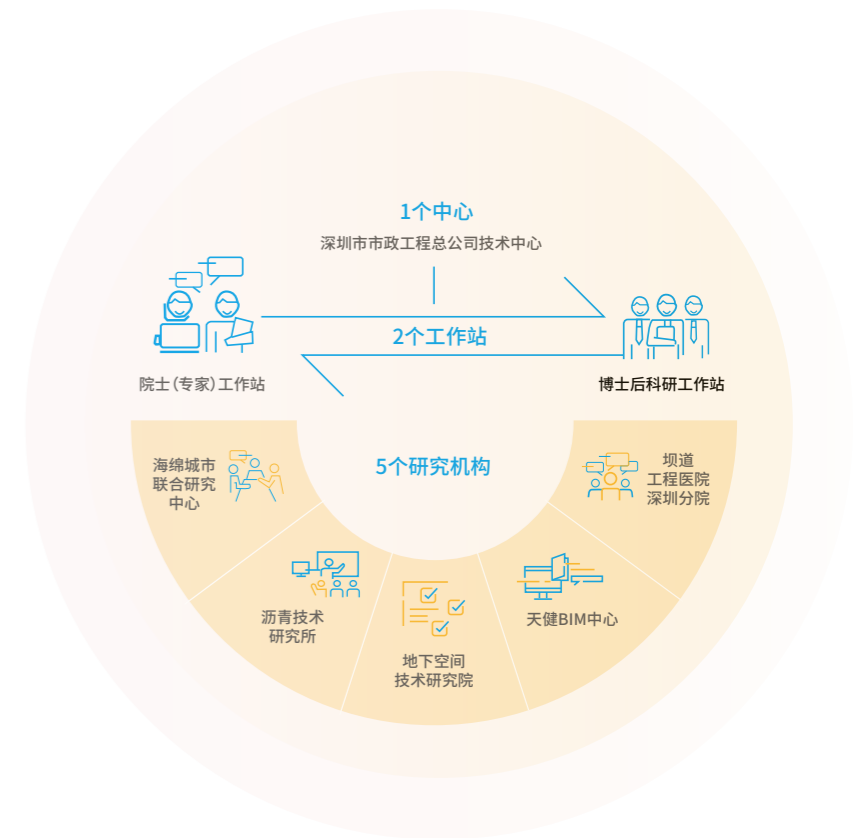 1个中心
深圳市市政工程总公司技术中心
2个工作站
院士（专家）工作站
博士后科研工作站
5个研究机构
海绵城市
联合研究
中心
沥青技术
研究所
地下空间
技术研究院
天健BIM中心
坝道
工程医院
深圳分院